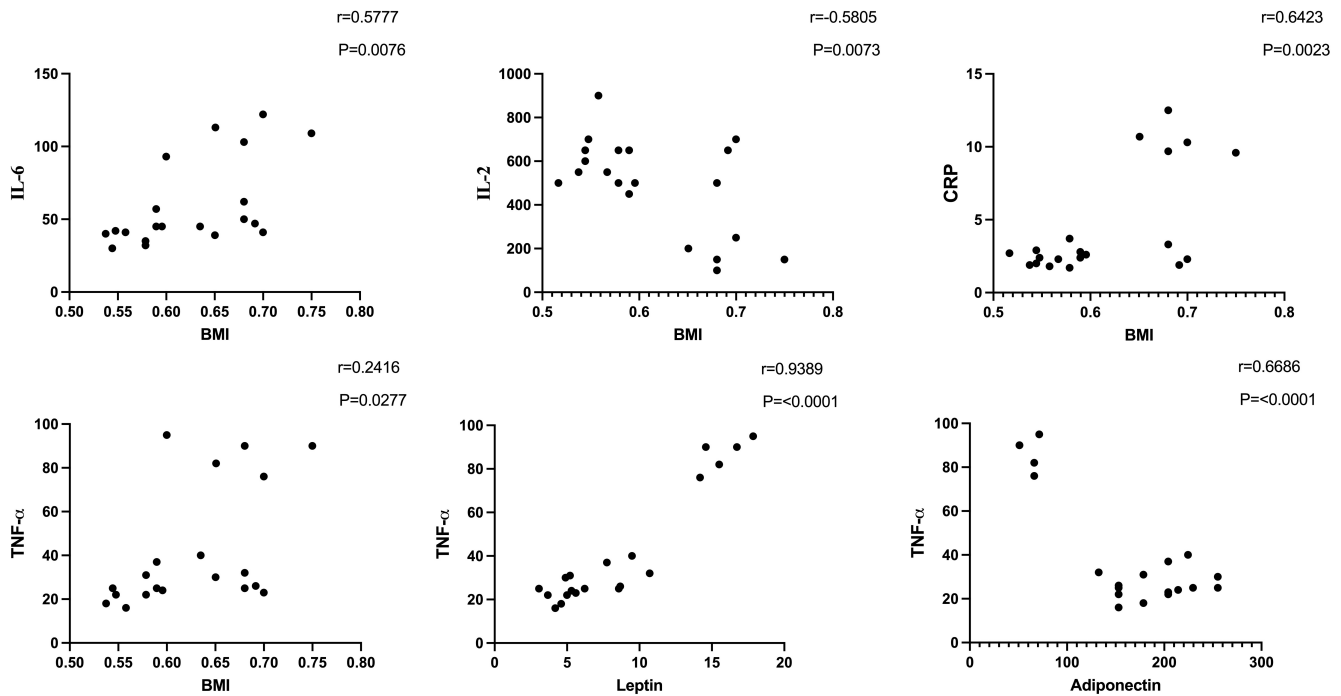 r=0.5777
P=0.0076
150
100
50
0
IL-6
0.50 0.55 0.60 0.65 0.70 0.75 0.80
BMI
r=-0.5805
P=0.0073
1000
800
600
400
200
0
IL-2
0.5 0.6 0.7 0.8
BMI
r=0.6423
P=0.0023
15
10
5
0
CRP
0.5 0.6 0.7 0.8
BMI
r=0.2416
P=0.0277
100
80
60
40
20
0
TNF-α
0.50 0.55 0.60 0.65 0.70 0.75 0.80
BMI
r=0.9389
P=<0.0001
100
80
60
40
20
0
TNF-α
0 5 10 15 20
Leptin
r=0.6686
P=<0.0001
100
80
60
40
20
0
TNF-α
0 100 200 300
Adiponectin